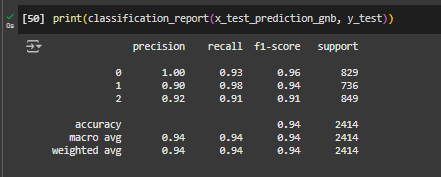 [50] print(classification_report(x_test_prediction_gnb, y_test))
0s
precision recall f1-score support
0 1.00 0.93 0.96 829
1 0.90 0.98 0.94 736
2 0.92 0.91 0.91 849
accuracy 0.94 2414
macro avg 0.94 0.94 0.94 2414
weighted avg 0.94 0.94 0.94 2414